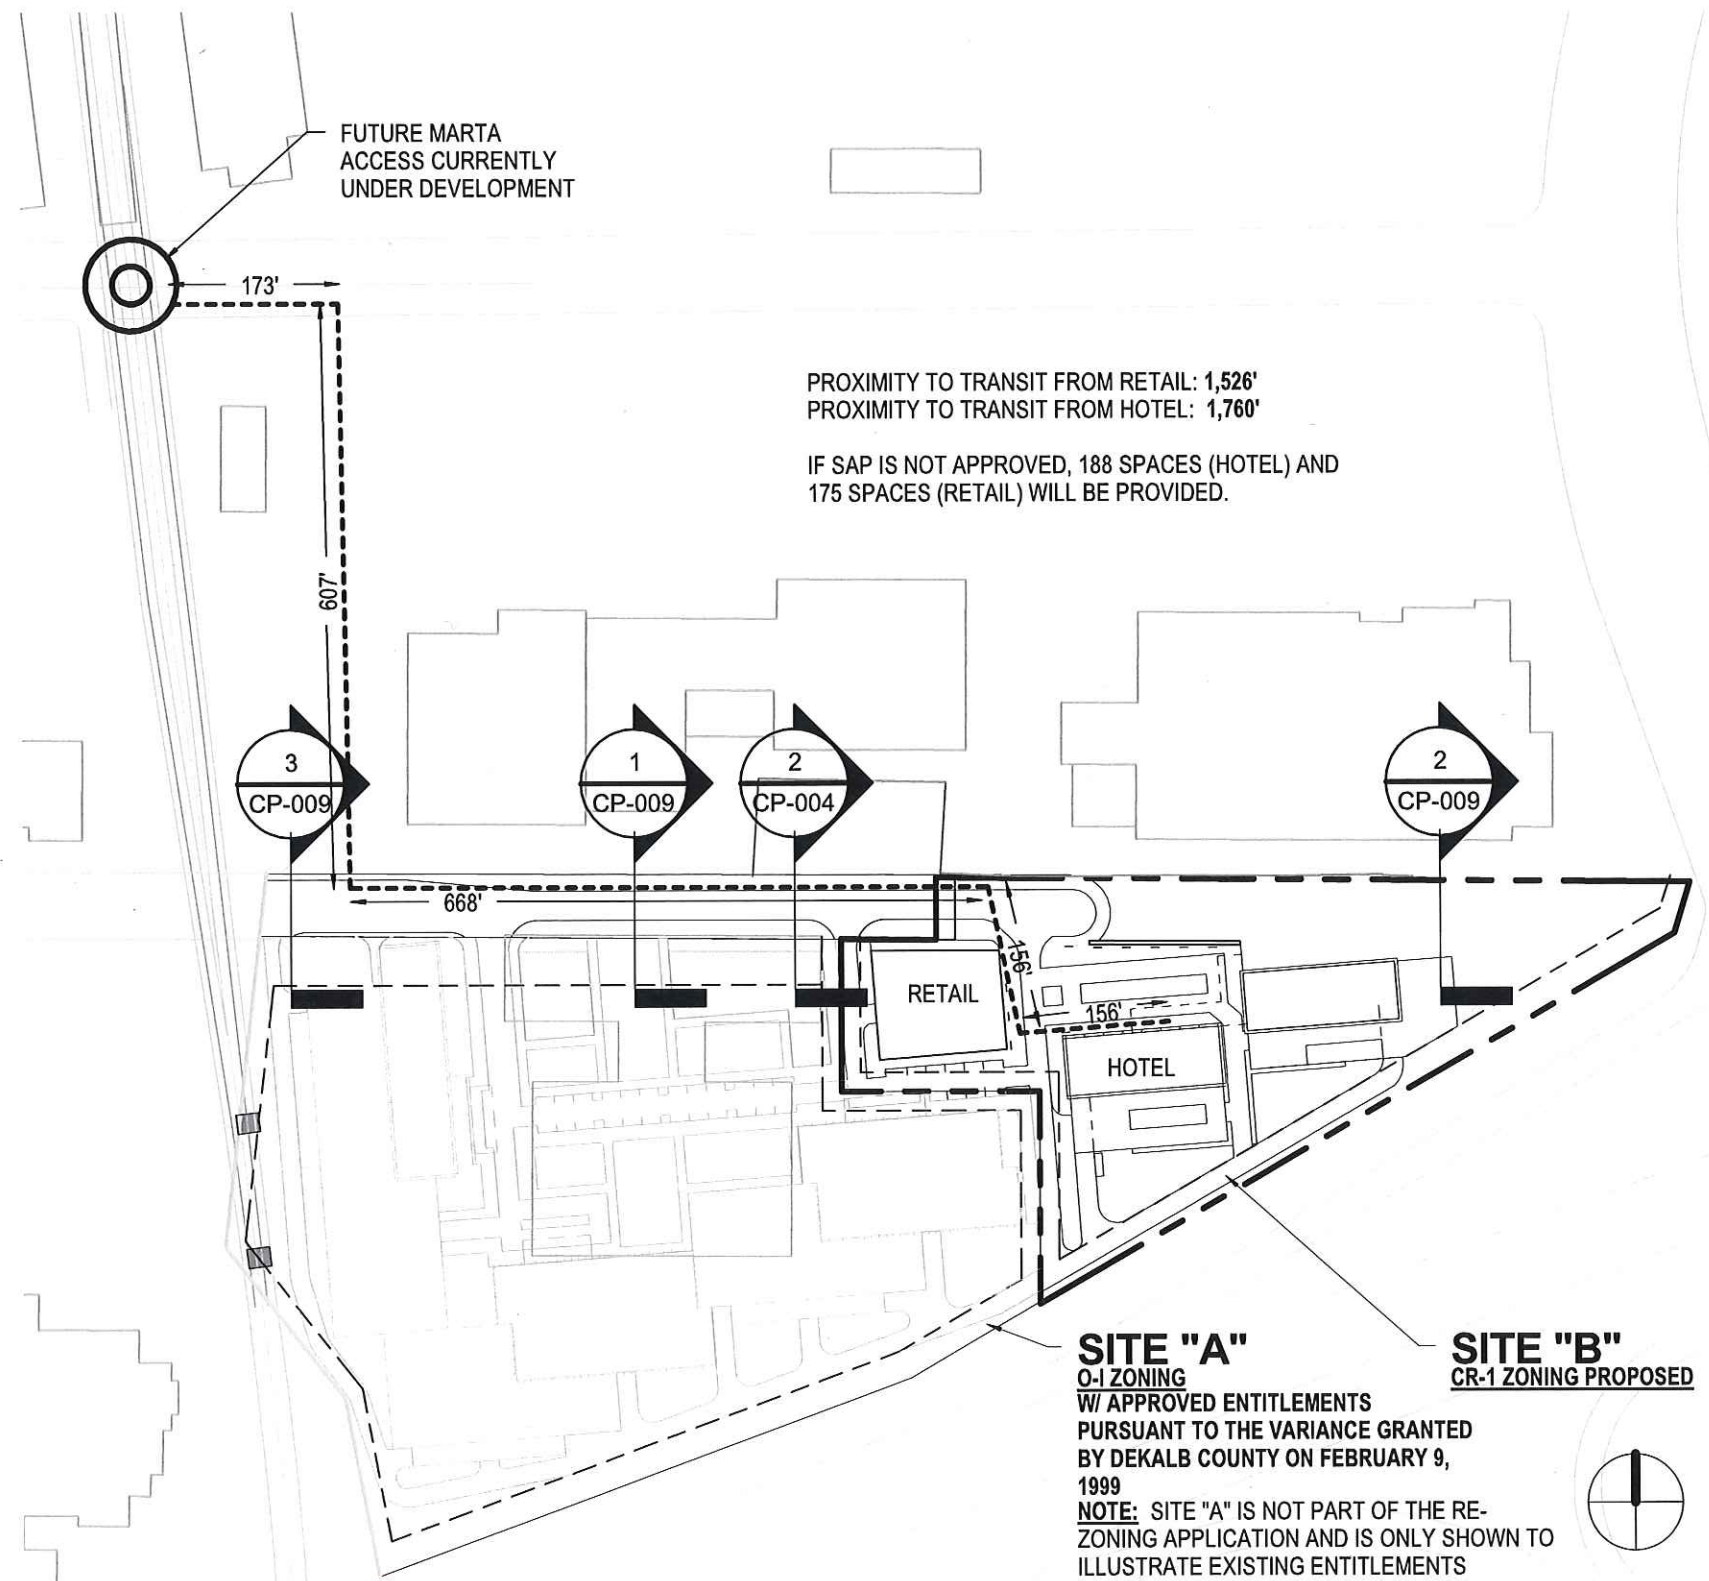 FUTURE MARTA
ACCESS CURRENTLY
UNDER DEVELOPMENT
173'
PROXIMITY TO TRANSIT FROM RETAIL: 1,526'
PROXIMITY TO TRANSIT FROM HOTEL: 1,760'
IF SAP IS NOT APPROVED, 188 SPACES (HOTEL) AND
175 SPACES (RETAIL) WILL BE PROVIDED.
607'
3
CP-009
1
CP-009
2
CP-004
2
CP-009
668'
156'
RETAIL
156'
HOTEL
SITE "A"
O-I ZONING
W/ APPROVED ENTITLEMENTS
PURSUANT TO THE VARIANCE GRANTED
BY DEKALB COUNTY ON FEBRUARY 9,
1999
NOTE: SITE "A" IS NOT PART OF THE RE-
ZONING APPLICATION AND IS ONLY SHOWN TO
ILLUSTRATE EXISTING ENTITLEMENTS
SITE "B"
CR-1 ZONING PROPOSED